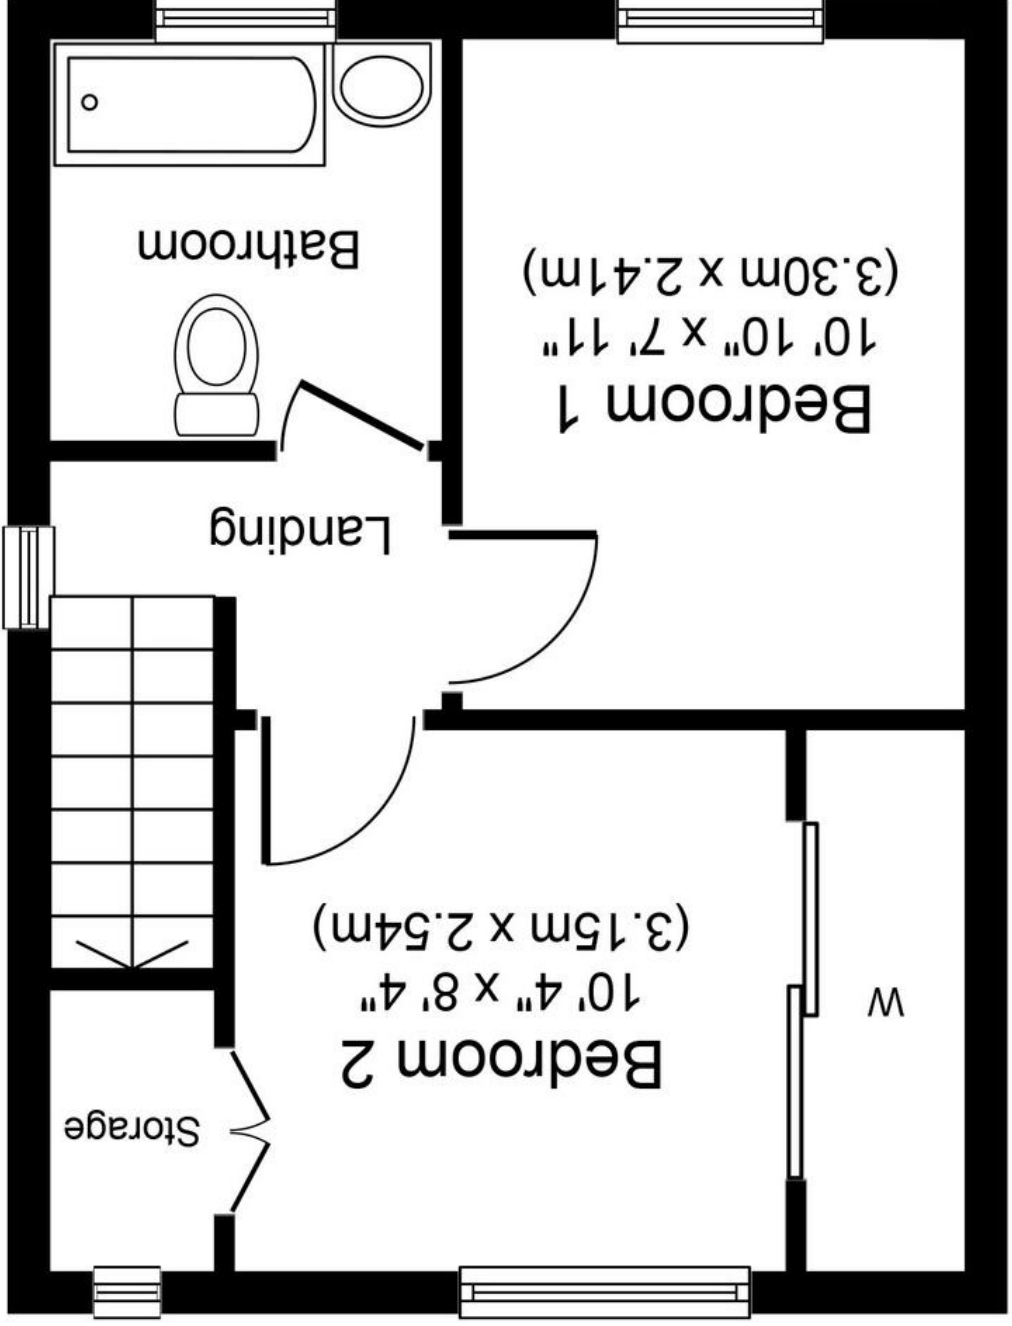 Storage
Bedroom 2
10' 4" x 8' 4"
(3.15m x 2.54m)
W
Landing
Bedroom 1
10' 10" x 7' 11"
(3.30m x 2.41m)
Bathroom